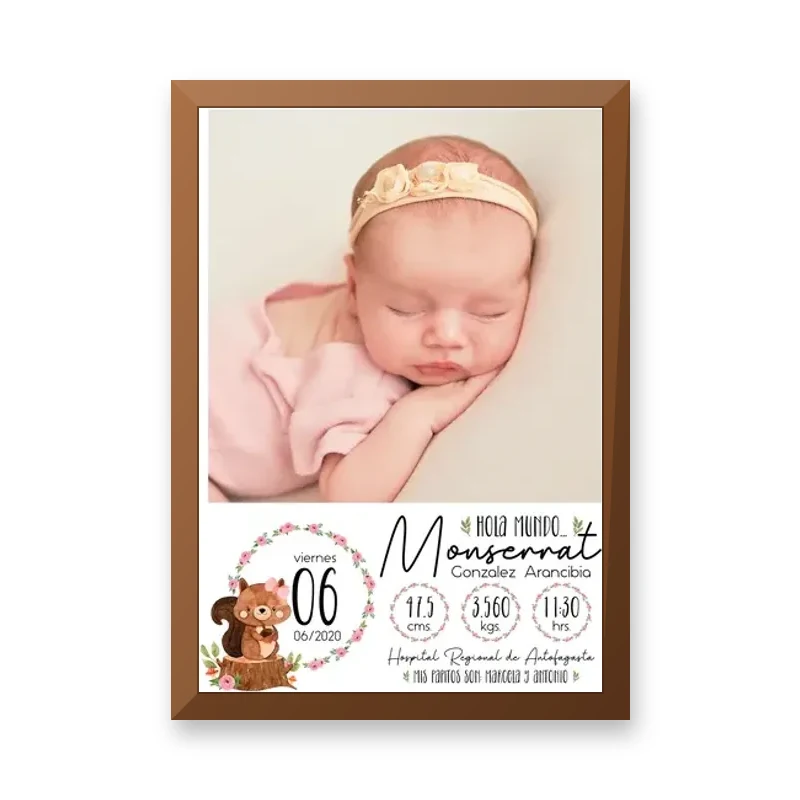 viernes
06
06/2020
HOLA MUNDO...
Monserrat
Gonzalez Arancibia
47.5
cms.
3.560
kgs.
11:30
hrs.
Hospital Regional de Antofagasta
MIS PAPITOS SON: MARCELA Y ANTONIO